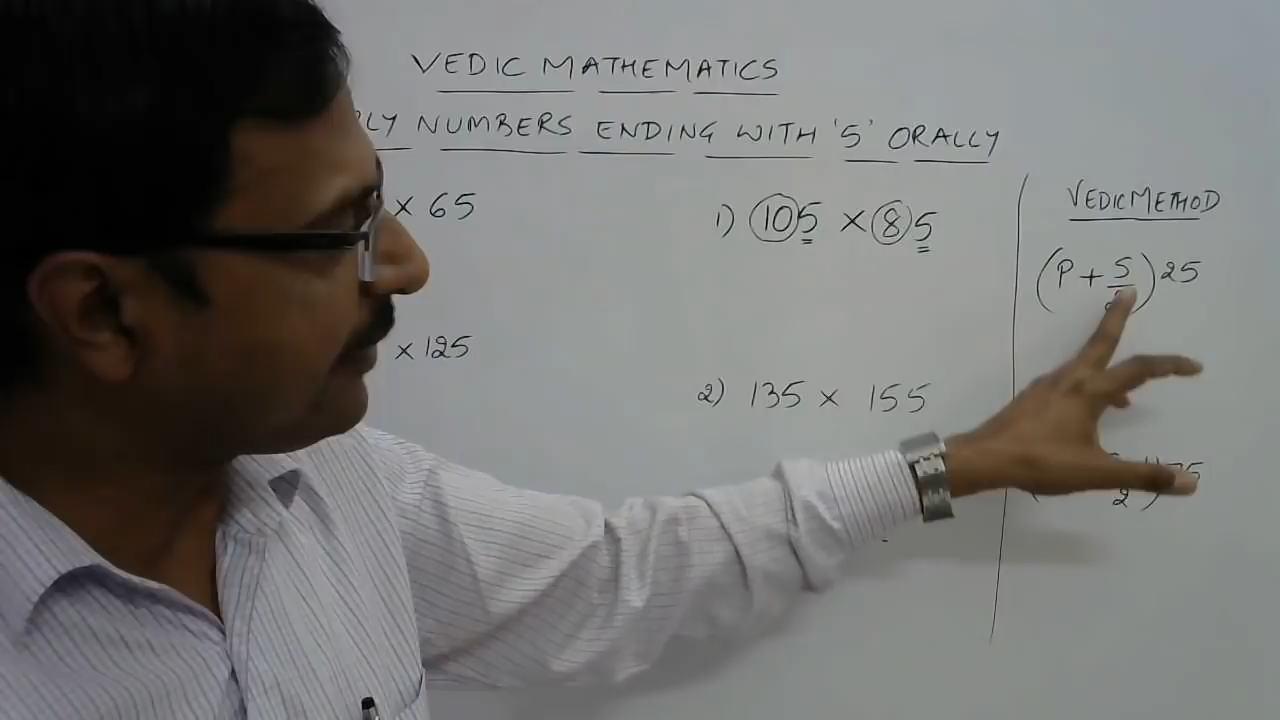 VEDIC MATHEMATICS
NUMBERS ENDING WITH '5' ORALLY
× 65
× 125
1) 105 × 85
2) 135 × 155
VEDIC METHOD
(P + S/) 25
2) 75